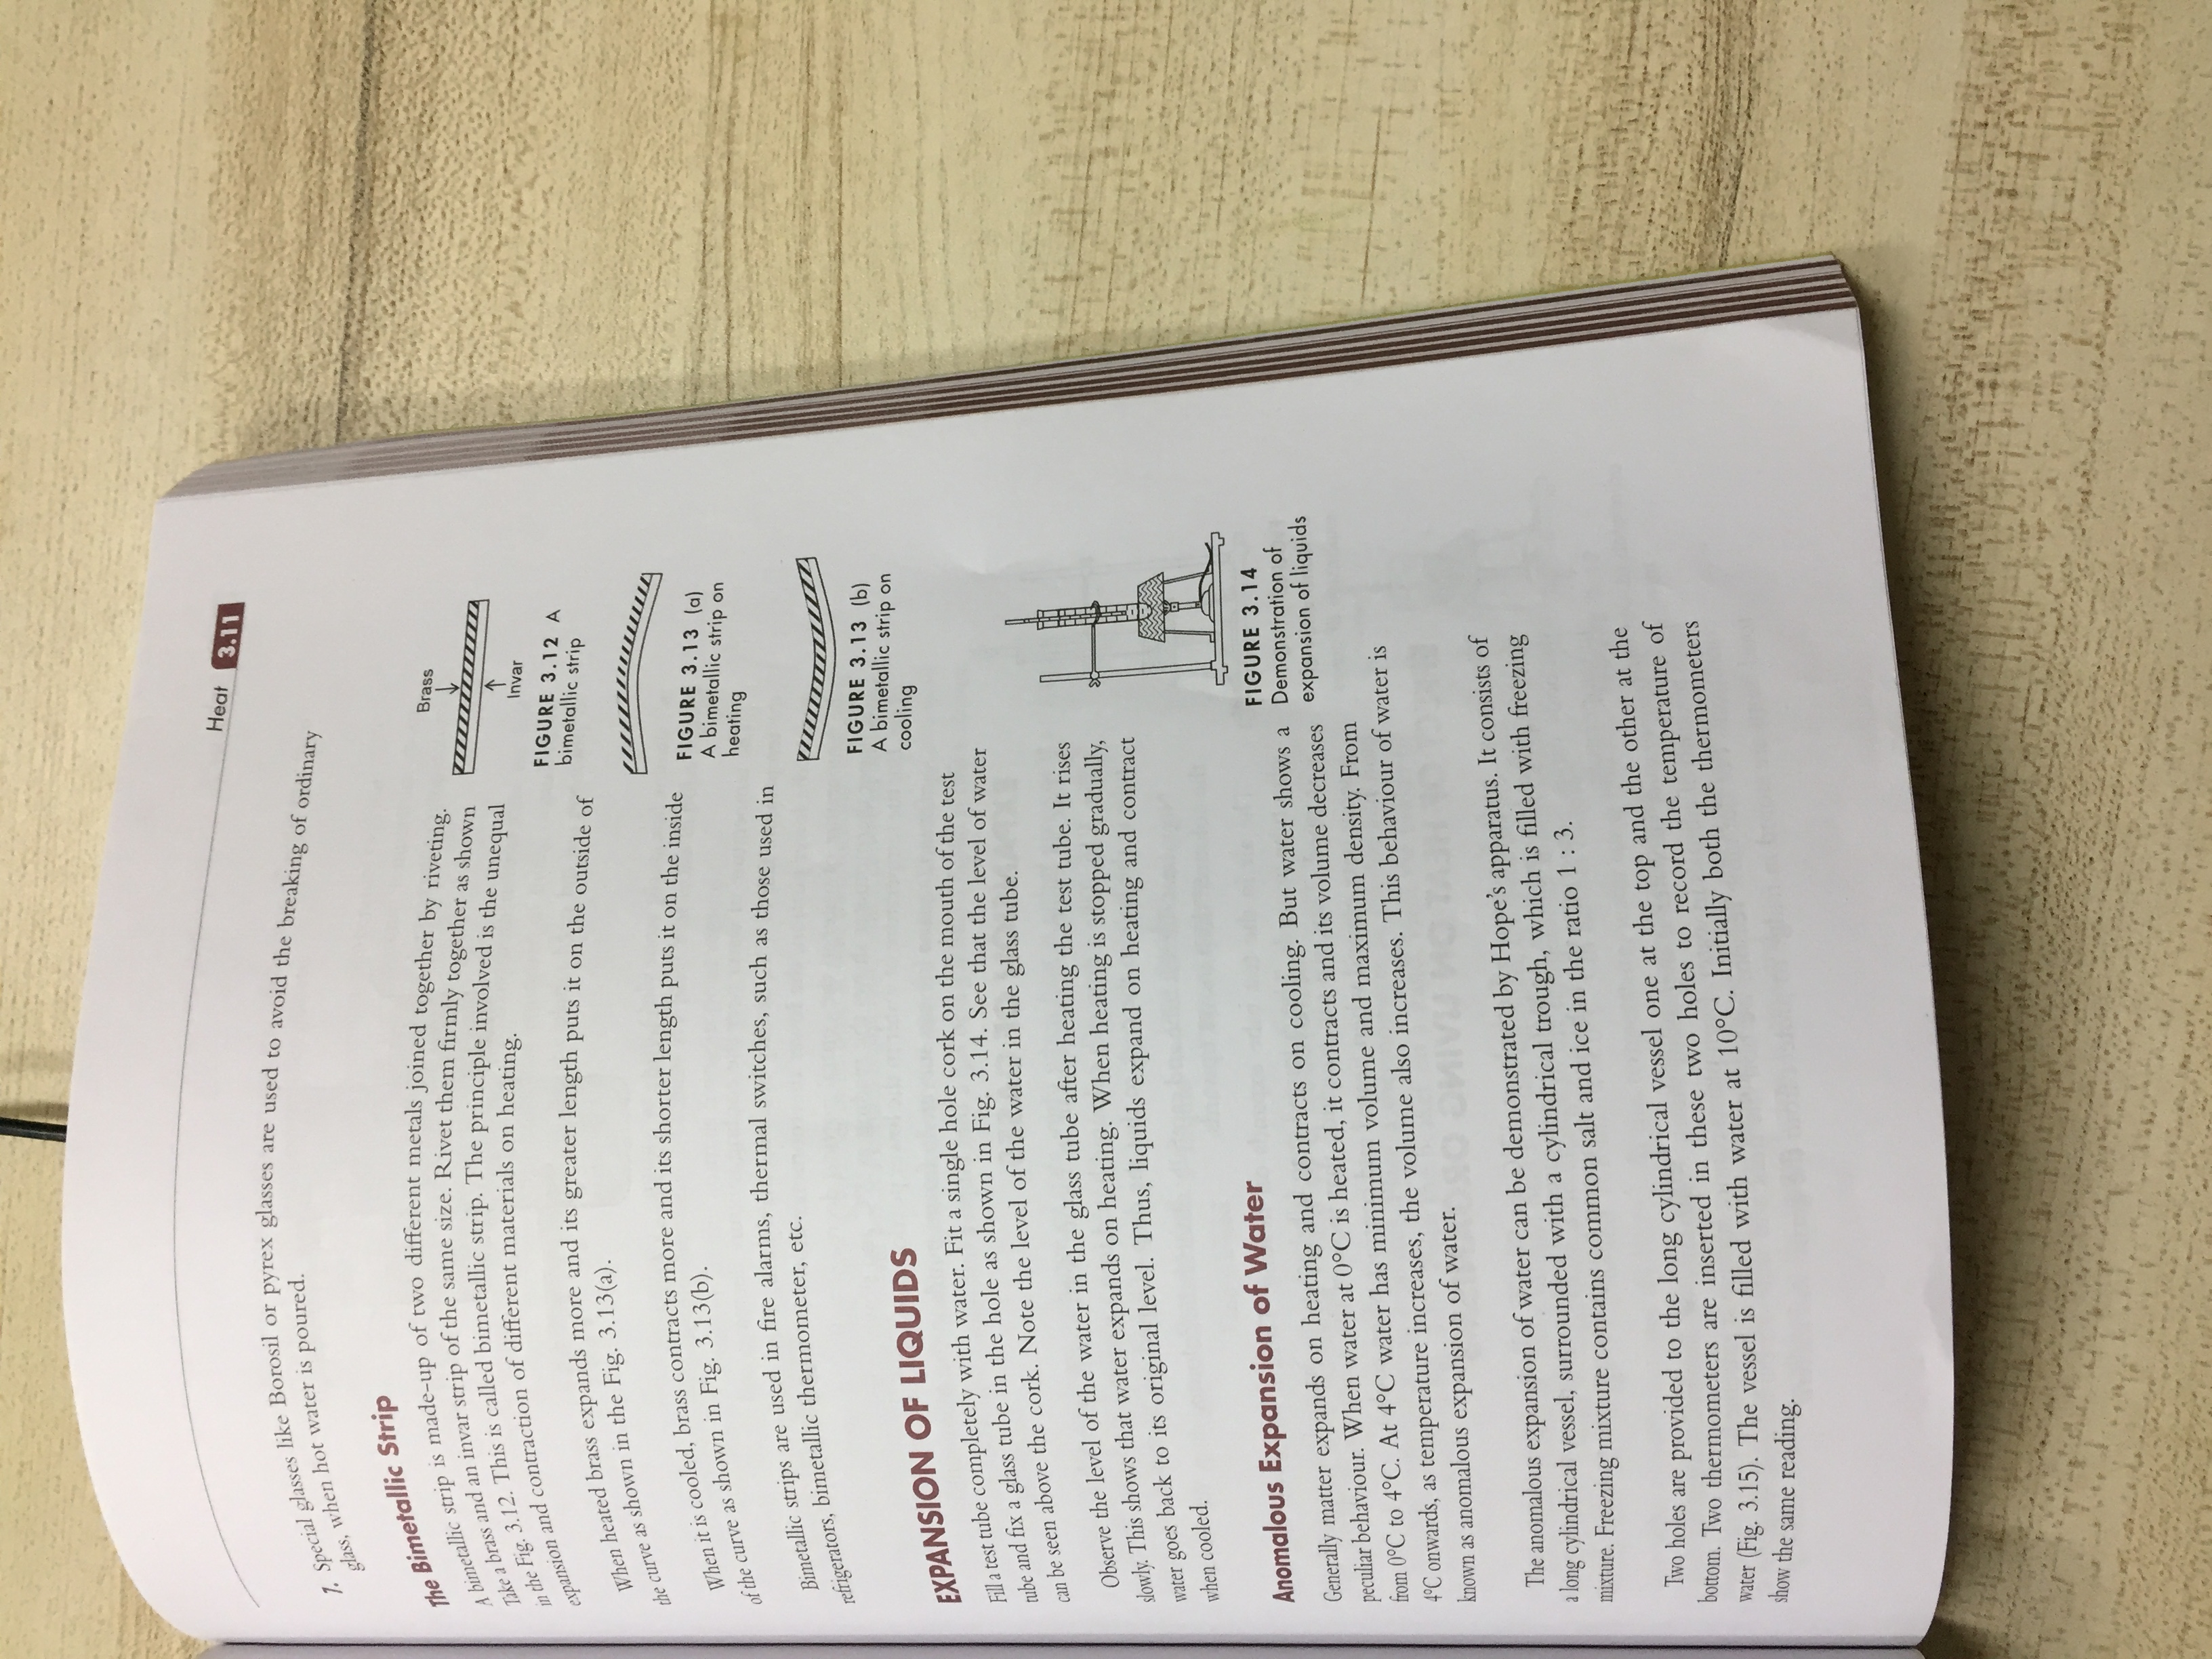 Heat 3.11
7. Special glasses like Borosil or pyrex glasses are used to avoid the breaking of ordinary
glass, when hot water is poured.
The Bimetallic Strip
A bimetallic strip is made-up of two different metals joined together by riveting.
Take a brass and an invar strip of the same size. Rivet them firmly together as shown
in the Fig. 3.12. This is called bimetallic strip. The principle involved is the unequal
expansion and contraction of different materials on heating.
When heated brass expands more and its greater length puts it on the outside of
the curve as shown in the Fig. 3.13(a).
When it is cooled, brass contracts more and its shorter length puts it on the inside
of the curve as shown in Fig. 3.13(b).
Bimetallic strips are used in fire alarms, thermal switches, such as those used in
refrigerators, bimetallic thermometer, etc.
Brass
Invar
FIGURE 3.12 A
bimetallic strip
FIGURE 3.13 (a)
A bimetallic strip on
heating
FIGURE 3.13 (b)
A bimetallic strip on
cooling
EXPANSION OF LIQUIDS
Fill a test tube completely with water. Fit a single hole cork on the mouth of the test
tube and fix a glass tube in the hole as shown in Fig. 3.14. See that the level of water
can be seen above the cork. Note the level of the water in the glass tube.
Observe the level of the water in the glass tube after heating the test tube. It rises
slowly. This shows that water expands on heating. When heating is stopped gradually,
water goes back to its original level. Thus, liquids expand on heating and contract
when cooled.
FIGURE 3.14
Demonstration of
expansion of liquids
Anomalous Expansion of Water
Generally matter expands on heating and contracts on cooling. But water shows a
peculiar behaviour. When water at 0°C is heated, it contracts and its volume decreases
from 0°C to 4°C. At 4°C water has minimum volume and maximum density. From
4°C onwards, as temperature increases, the volume also increases. This behaviour of water is
known as anomalous expansion of water.
The anomalous expansion of water can be demonstrated by Hope's apparatus. It consists of
a long cylindrical vessel, surrounded with a cylindrical trough, which is filled with freezing
mixture. Freezing mixture contains common salt and ice in the ratio 1 : 3.
Two holes are provided to the long cylindrical vessel one at the top and the other at the
bottom. Two thermometers are inserted in these two holes to record the temperature of
water (Fig. 3.15). The vessel is filled with water at 10°C. Initially both the thermometers
show the same reading.